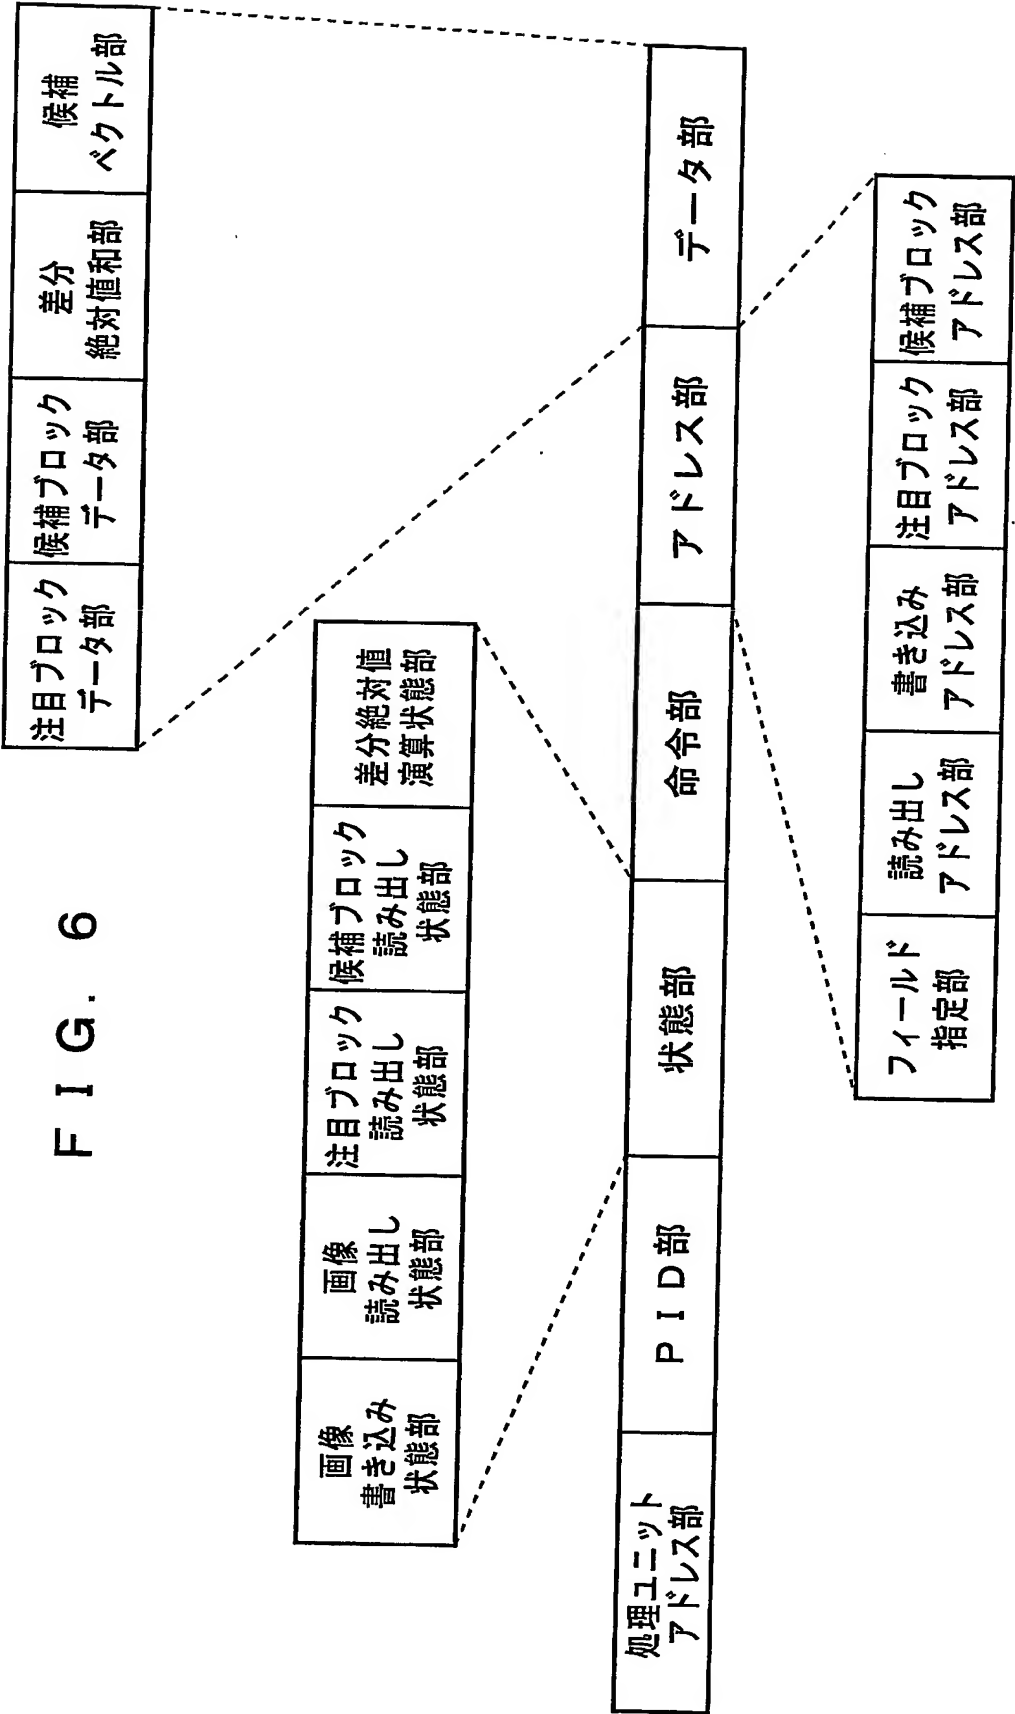 FIG. 6
注目ブロック
データ部
候補ブロック
データ部
差分
絶対値和部
候補
ベクトル部
画像
書き込み
状態部
画像
読み出し
状態部
注目ブロック
読み出し
状態部
候補ブロック
読み出し
状態部
差分絶対値
演算状態部
処理ユニット
アドレス部
PID部
状態部
命令部
アドレス部
データ部
フィールド
指定部
読み出し
アドレス部
書き込み
アドレス部
注目ブロック
アドレス部
候補ブロック
アドレス部